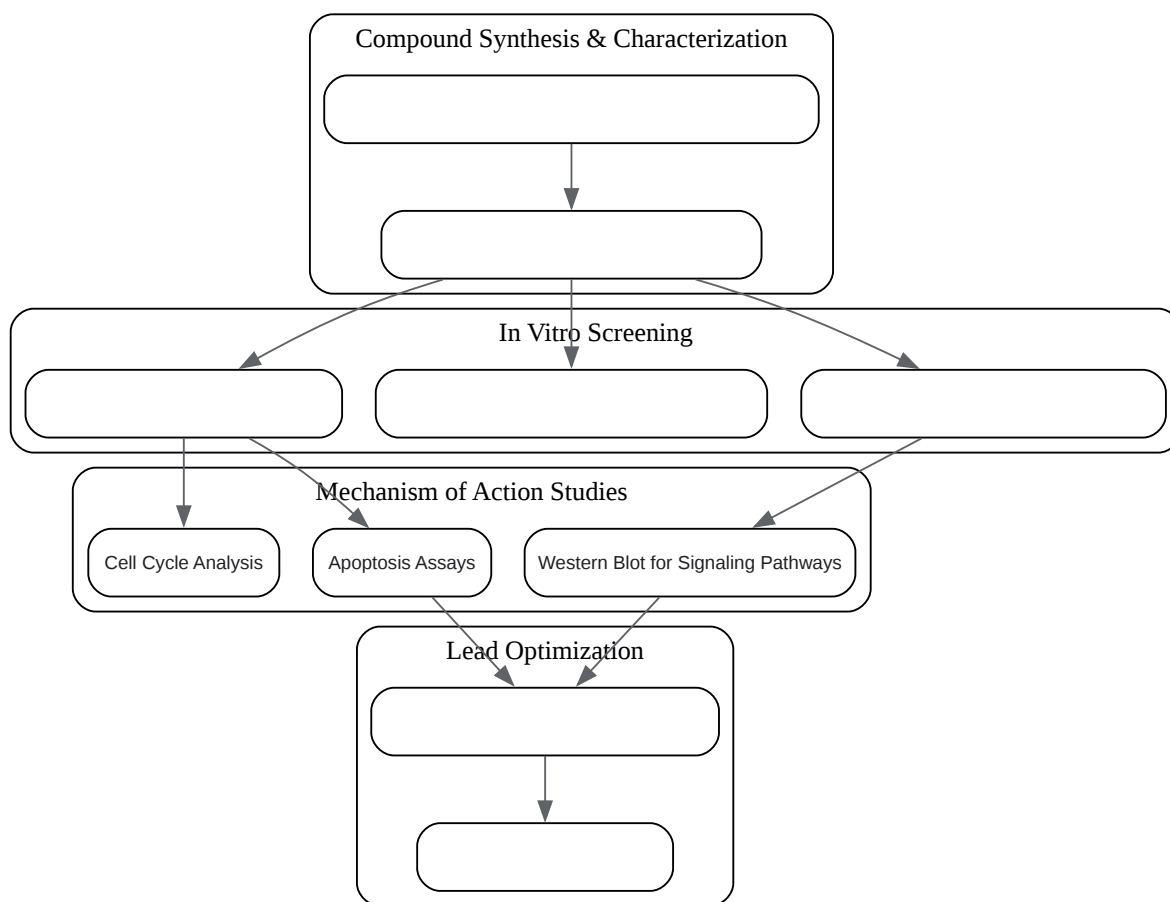 Compound Synthesis & Characterization
In Vitro Screening
Mechanism of Action Studies
Cell Cycle Analysis
Apoptosis Assays
Western Blot for Signaling Pathways
Lead Optimization